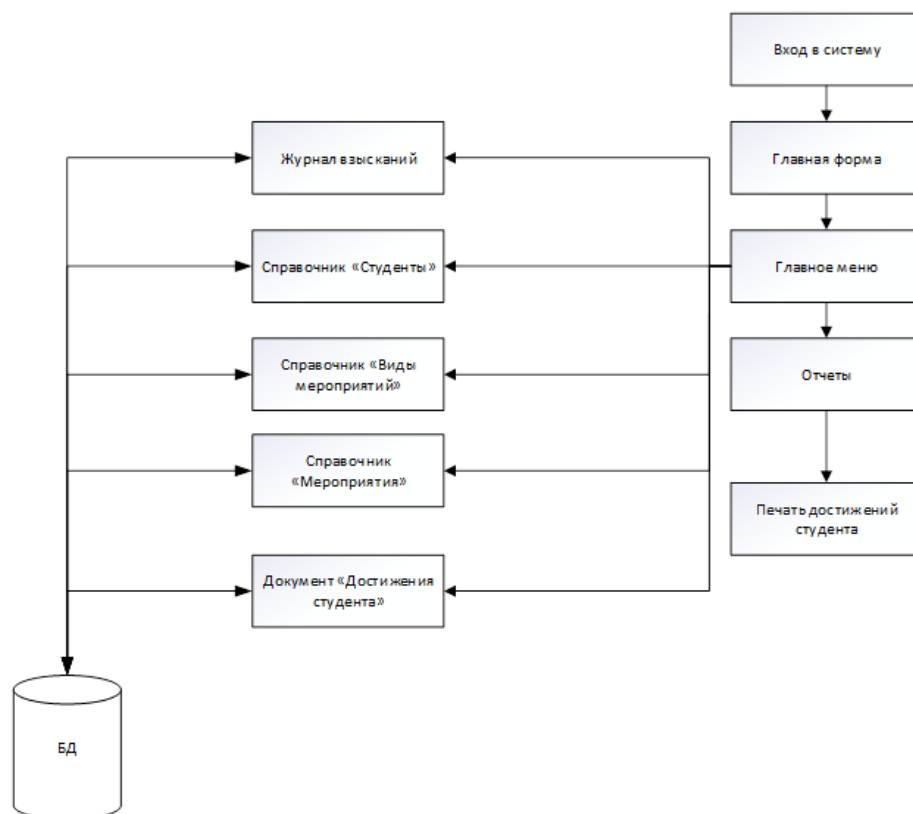 Вход в систему
Журнал взысканий
Главная форма
Справочник «Студенты»
Главное меню
Справочник «Виды
мероприятий»
Отчеты
Справочник
«Мероприятия»
Печать достижений
студента
Документ «Достижения
студента»
БД